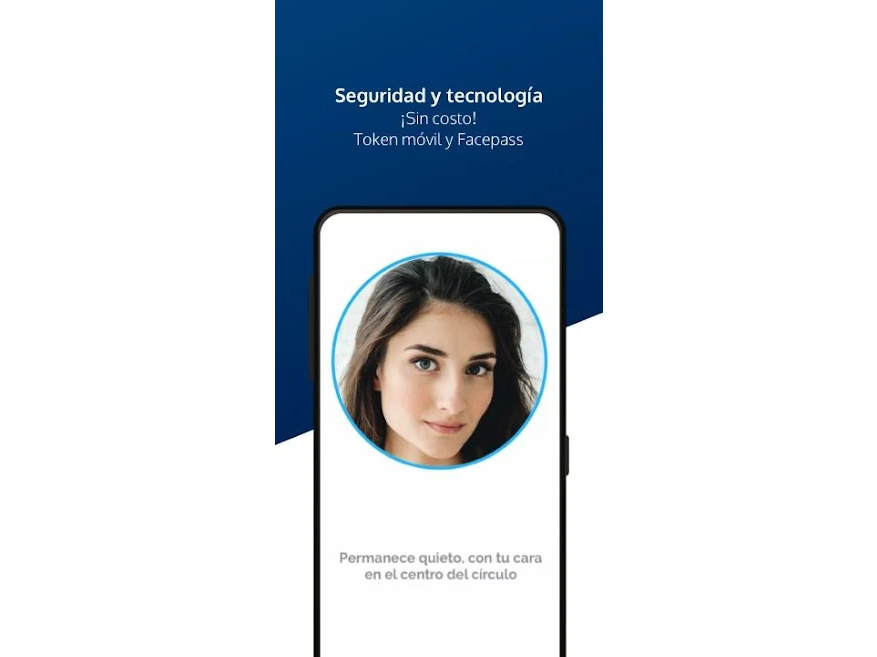 Seguridad y tecnología
¡Sin costo!
Token móvil y Facepass
Permanece quieto, con tu cara
en el centro del círculo